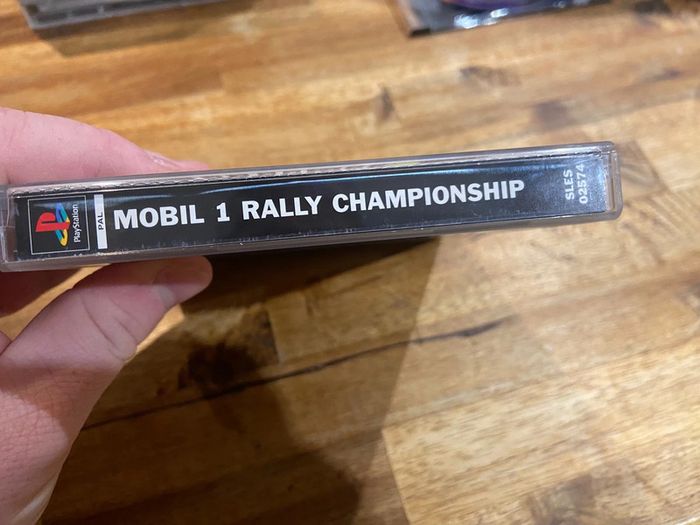 PlayStation
PAL
MOBIL 1 RALLY CHAMPIONSHIP
SLES
02574